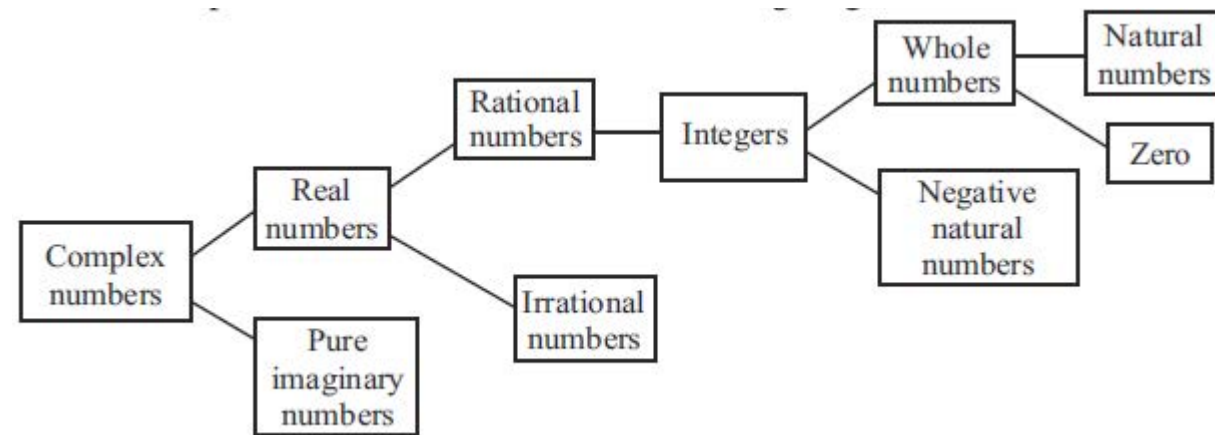 Complex
numbers
Real
numbers
Pure
imaginary
numbers
Rational
numbers
Irrational
numbers
Integers
Whole
numbers
Negative
natural
numbers
Natural
numbers
Zero